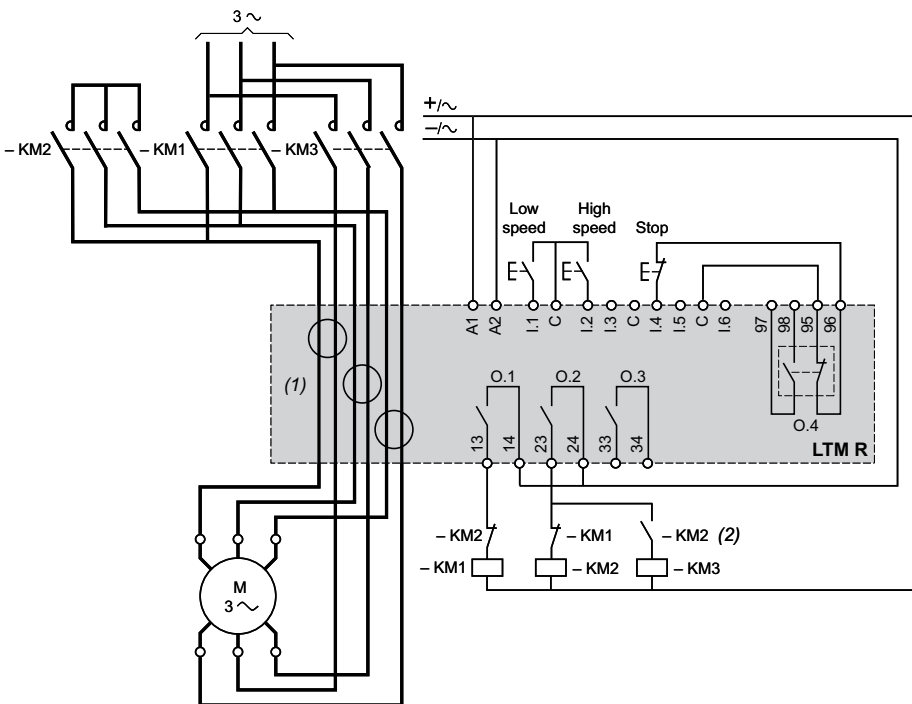 3 ∼
+/∼
−/∼
– KM2
– KM1
– KM3
Low speed
High speed
Stop
A1
A2
I.1
C
I.2
I.3
C
I.4
I.5
C
I.6
97
98
95
96
(1)
O.1
O.2
O.3
O.4
13
14
23
24
33
34
LTM R
– KM2
– KM1
– KM2 (2)
– KM1
– KM2
– KM3
M
3 ∼